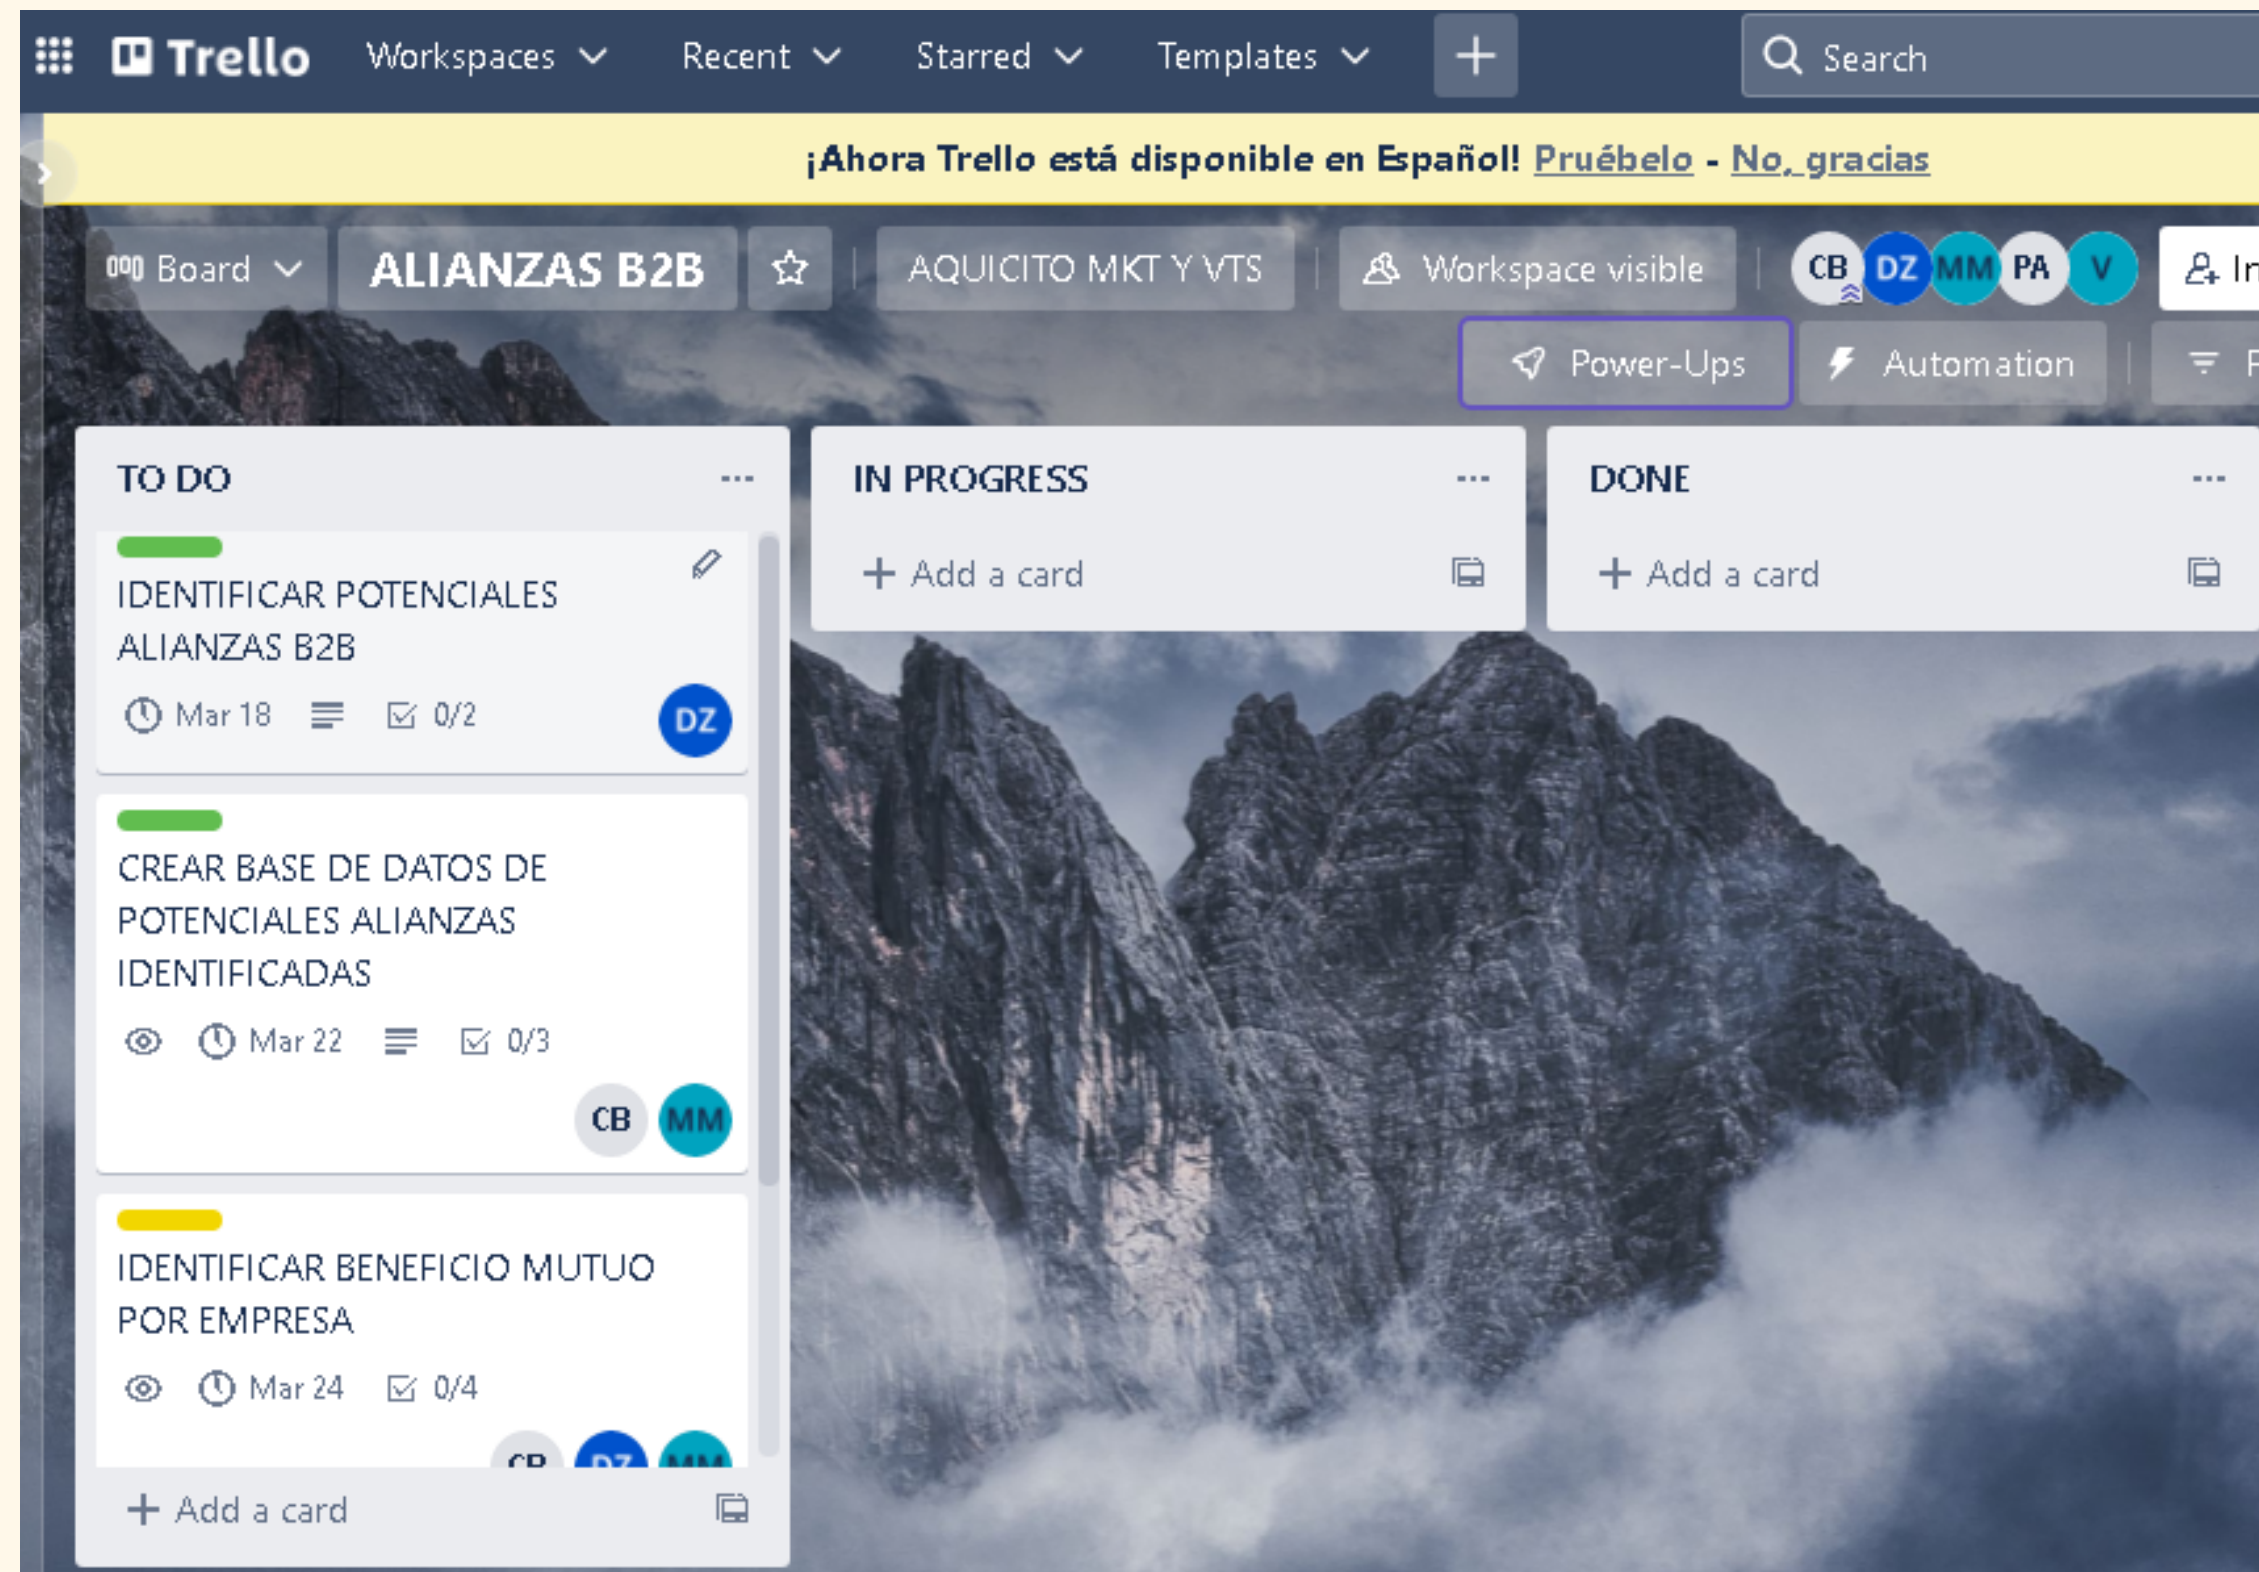 Trello Workspaces Recent Starred Templates Search
¡Ahora Trello está disponible en Español! Pruébelo - No, gracias
Board ALIANZAS B2B AQUICITO MKT Y VTS Workspace visible CB DZ MM PA V
Power-Ups Automation
TO DO
IDENTIFICAR POTENCIALES
ALIANZAS B2B
Mar 18 0/2 DZ
CREAR BASE DE DATOS DE
POTENCIALES ALIANZAS
IDENTIFICADAS
Mar 22 0/3
CB MM
IDENTIFICAR BENEFICIO MUTUO
POR EMPRESA
Mar 24 0/4
CB DZ MM
+ Add a card
IN PROGRESS
+ Add a card
DONE
+ Add a card